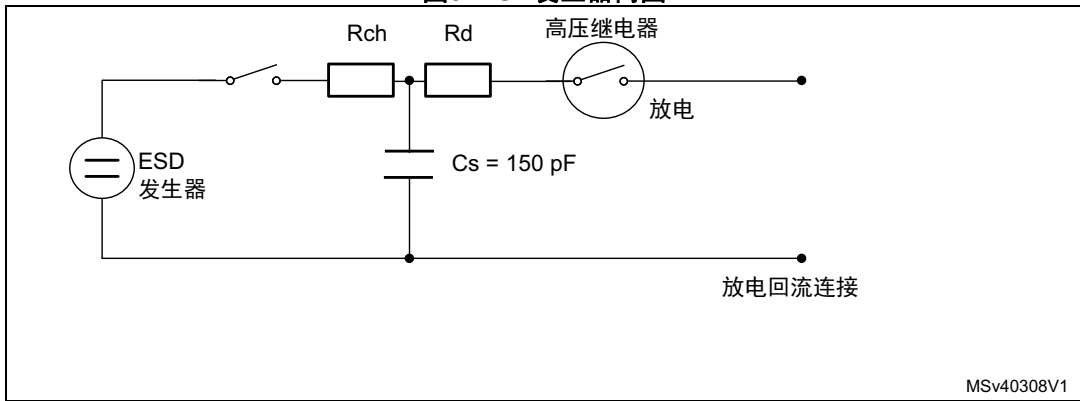 Rch
Rd
高压继电器
放电
ESD
发生器
Cs = 150 pF
放电回流连接
MSv40308V1